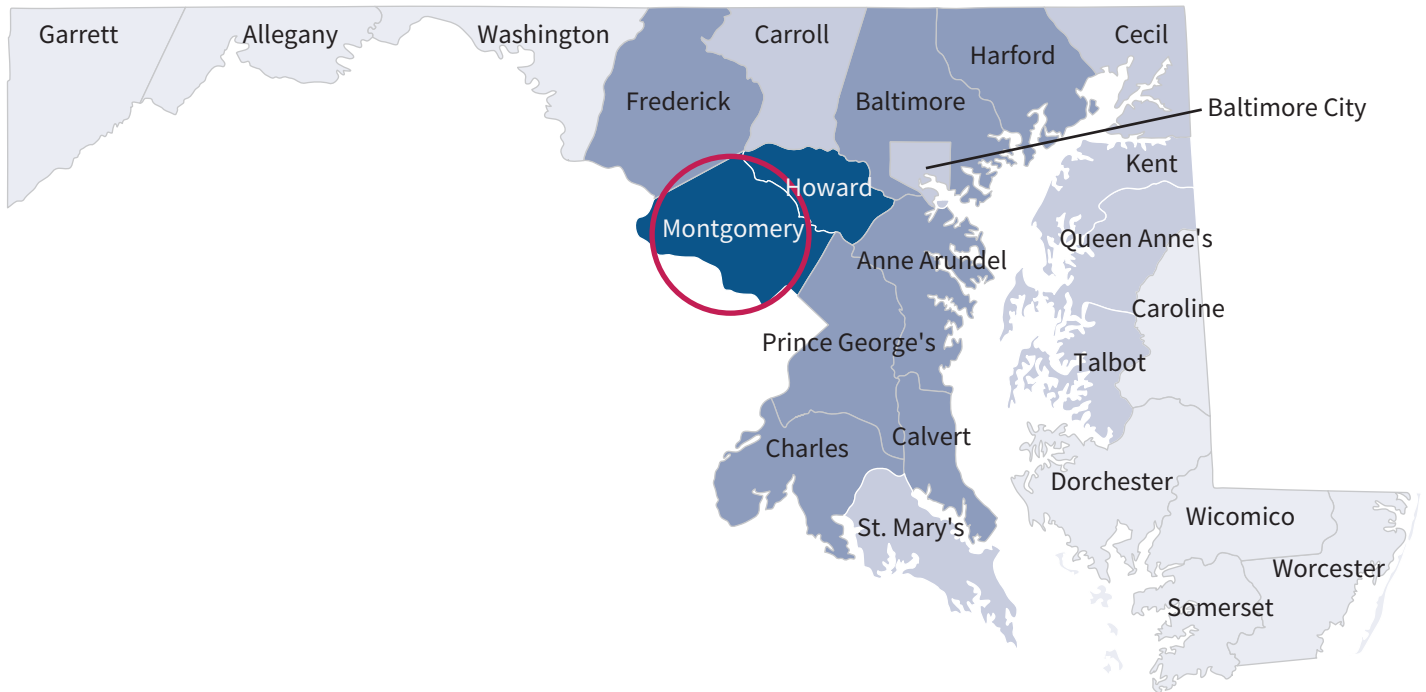 Garrett
Allegany
Washington
Carroll
Cecil
Harford
Frederick
Baltimore
Baltimore City
Kent
Howard
Montgomery
Queen Anne's
Anne Arundel
Caroline
Prince George's
Talbot
Calvert
Charles
Dorchester
Wicomico
St. Mary's
Worcester
Somerset